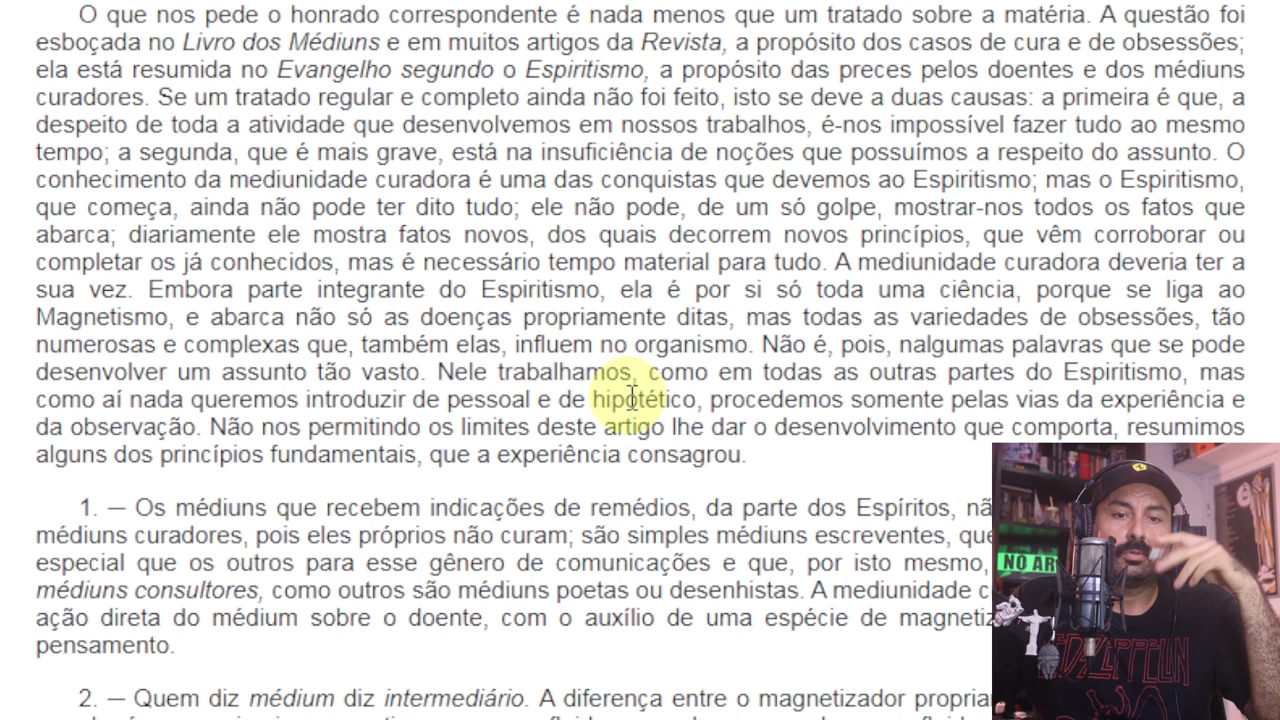 O que nos pede o honrado correspondente é nada menos que um tratado sobre a matéria. A questão foi
esboçada no Livro dos Médiuns e em muitos artigos da Revista, a propósito dos casos de cura e de obsessões;
ela está resumida no Evangelho segundo o Espiritismo, a propósito das preces pelos doentes e dos médiuns
curadores. Se um tratado regular e completo ainda não foi feito, isto se deve a duas causas: a primeira é que, a
despeito de toda a atividade que desenvolvemos em nossos trabalhos, é-nos impossível fazer tudo ao mesmo
tempo; a segunda, que é mais grave, está na insuficiência de noções que possuímos a respeito do assunto. O
conhecimento da mediunidade curadora é uma das conquistas que devemos ao Espiritismo; mas o Espiritismo,
que começa, ainda não pode ter dito tudo; ele não pode, de um só golpe, mostrar-nos todos os fatos que
abarca; diariamente ele mostra fatos novos, dos quais decorrem novos princípios, que vêm corroborar ou
completar os já conhecidos, mas é necessário tempo material para tudo. A mediunidade curadora deveria ter a
sua vez. Embora parte integrante do Espiritismo, ela é por si só toda uma ciência, porque se liga ao
Magnetismo, e abarca não só as doenças propriamente ditas, mas todas as variedades de obsessões, tão
numerosas e complexas que, também elas, influem no organismo. Não é, pois, nalgumas palavras que se pode
desenvolver um assunto tão vasto. Nele trabalhamos, como em todas as outras partes do Espiritismo, mas
como aí nada queremos introduzir de pessoal e de hipotético, procedemos somente pelas vias da experiência e
da observação. Não nos permitindo os limites deste artigo lhe dar o desenvolvimento que comporta, resumimos
alguns dos princípios fundamentais, que a experiência consagrou.
1. — Os médiuns que recebem indicações de remédios, da parte dos Espíritos,
médiuns curadores, pois eles próprios não curam; são simples médiuns escreventes,
especial que os outros para esse gênero de comunicações e que, por isto mesmo,
médiuns consultores, como outros são médiuns poetas ou desenhistas. A mediunidade
ação direta do médium sobre o doente, com o auxílio de uma espécie de
pensamento.
2. — Quem diz médium diz intermediário. A diferença entre o magnetizador
NO AR
LED ZEPPELIN